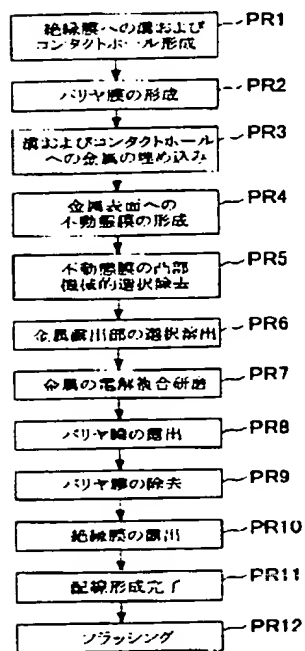 絶縁膜への溝および
コンタクトホール形成
PR1
バリヤ膜の形成
PR2
溝およびコンタクトホール
への金属の埋め込み
PR3
金属表面への
不動態膜の形成
PR4
不動態膜の凸部
機械的選択除去
PR5
金属露出部の選択溶出
PR6
金属の電解複合研磨
PR7
バリヤ膜の露出
PR8
バリヤ膜の除去
PR9
絶縁膜の露出
PR10
配線形成完了
PR11
フラッシング
PR12